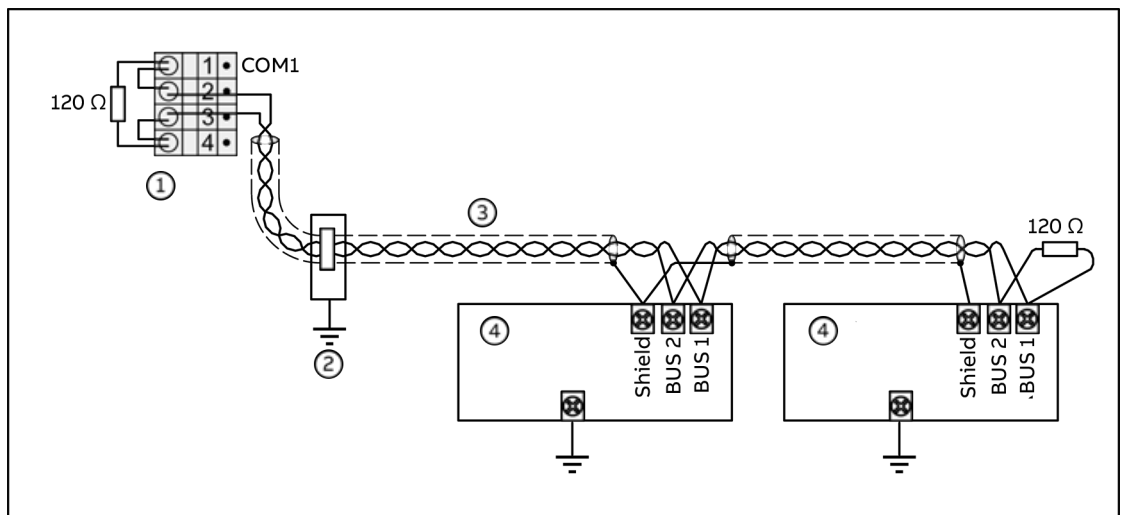 1 COM1
2
3
4
120 Ω
①
②
③
120 Ω
④
Shield
BUS 2
BUS 1
④
Shield
BUS 2
BUS 1